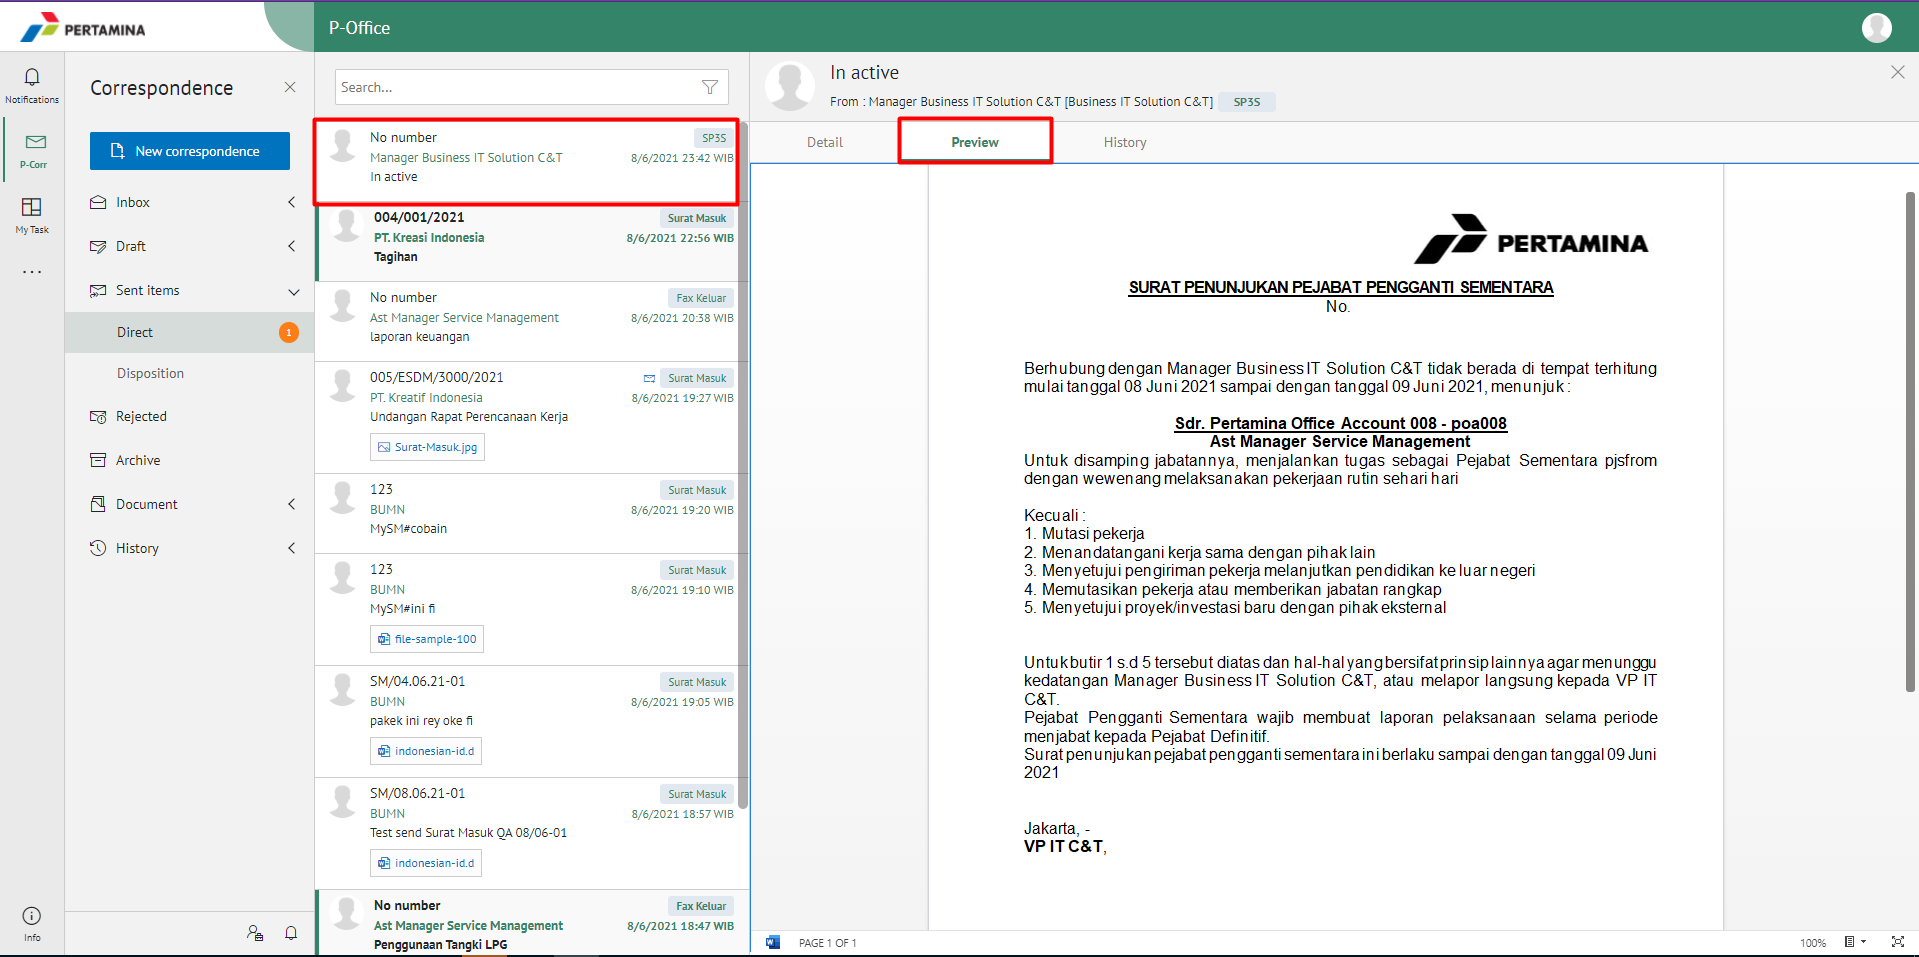 PERTAMINA
P-Office
Notifications
P-Corr
My Task
...
Info
Correspondence
New correspondence
Inbox
Draft
Sent items
Direct
1
Disposition
Rejected
Archive
Document
History
Search...
No number
SP3S
Manager Business IT Solution C&T
8/6/2021 23:42 WIB
In active
004/001/2021
Surat Masuk
PT. Kreasi Indonesia
8/6/2021 22:56 WIB
Tagihan
No number
Fax Keluar
Ast Manager Service Management
8/6/2021 20:38 WIB
laporan keuangan
005/ESDM/3000/2021
Surat Masuk
PT. Kreatif Indonesia
8/6/2021 19:27 WIB
Undangan Rapat Perencanaan Kerja
Surat-Masuk.jpg
123
Surat Masuk
BUMN
8/6/2021 19:20 WIB
MySM#cobain
123
Surat Masuk
BUMN
8/6/2021 19:10 WIB
MySM#ini fi
file-sample-100
SM/04.06.21-01
Surat Masuk
BUMN
8/6/2021 19:05 WIB
pakek ini rey oke fi
indonesian-id.d
SM/08.06.21-01
Surat Masuk
BUMN
8/6/2021 18:57 WIB
Test send Surat Masuk QA 08/06-01
indonesian-id.d
No number
Fax Keluar
Ast Manager Service Management
8/6/2021 18:47 WIB
Penggunaan Tangki LPG
In active
From : Manager Business IT Solution C&T [Business IT Solution C&T]
SP3S
Detail
Preview
History
PERTAMINA
SURAT PENUNJUKAN PEJABAT PENGGANTI SEMENTARA
No.
Berhubung dengan Manager Business IT Solution C&T tidak berada di tempat terhitung
mulai tanggal 08 Juni 2021 sampai dengan tanggal 09 Juni 2021, menunjuk :
Sdr. Pertamina Office Account 008 - poa008
Ast Manager Service Management
Untuk disamping jabatannya, menjalankan tugas sebagai Pejabat Sementara pjsfrom
dengan wewenang melaksanakan pekerjaan rutin sehari hari
Kecuali :
1. Mutasi pekerja
2. Menandatangani kerja sama dengan pihak lain
3. Menyetujui pengiriman pekerja melanjutkan pendidikan ke luar negeri
4. Memutasikan pekerja atau memberikan jabatan rangkap
5. Menyetujui proyek/investasi baru dengan pihak eksternal
Untuk butir 1 s.d 5 tersebut diatas dan hal-hal yang bersifat prinsip lainnya agar menunggu
kedatangan Manager Business IT Solution C&T, atau melapor langsung kepada VP IT
C&T.
Pejabat Pengganti Sementara wajib membuat laporan pelaksanaan selama periode
menjabat kepada Pejabat Definitif.
Surat penunjukan pejabat pengganti sementara ini berlaku sampai dengan tanggal 09 Juni
2021
Jakarta, -
VP IT C&T,
PAGE 1 OF 1
100%